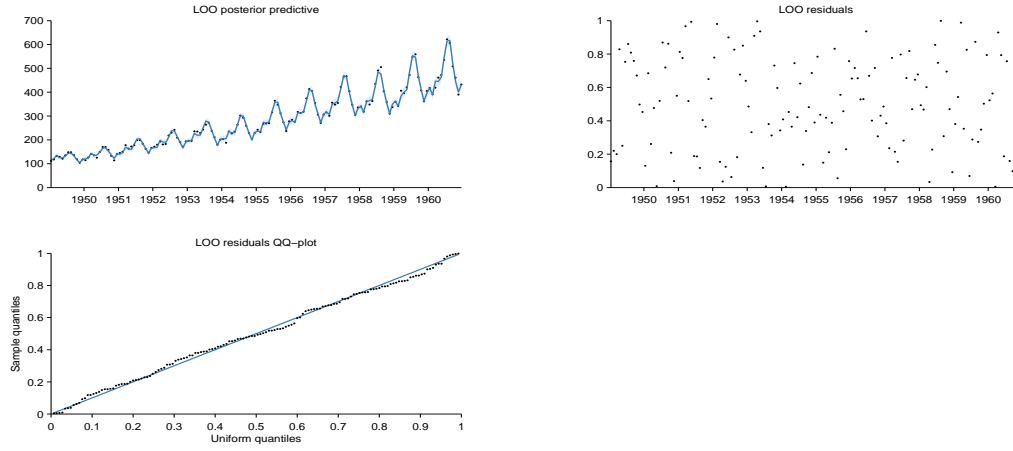 LOO posterior predictive
700
600
500
400
300
200
100
0
1950 1951 1952 1953 1954 1955 1956 1957 1958 1959 1960
LOO residuals
1
0.8
0.6
0.4
0.2
0
1950 1951 1952 1953 1954 1955 1956 1957 1958 1959 1960
LOO residuals QQ–plot
Sample quantiles
1
0.8
0.6
0.4
0.2
0
0 0.1 0.2 0.3 0.4 0.5 0.6 0.7 0.8 0.9 1
Uniform quantiles